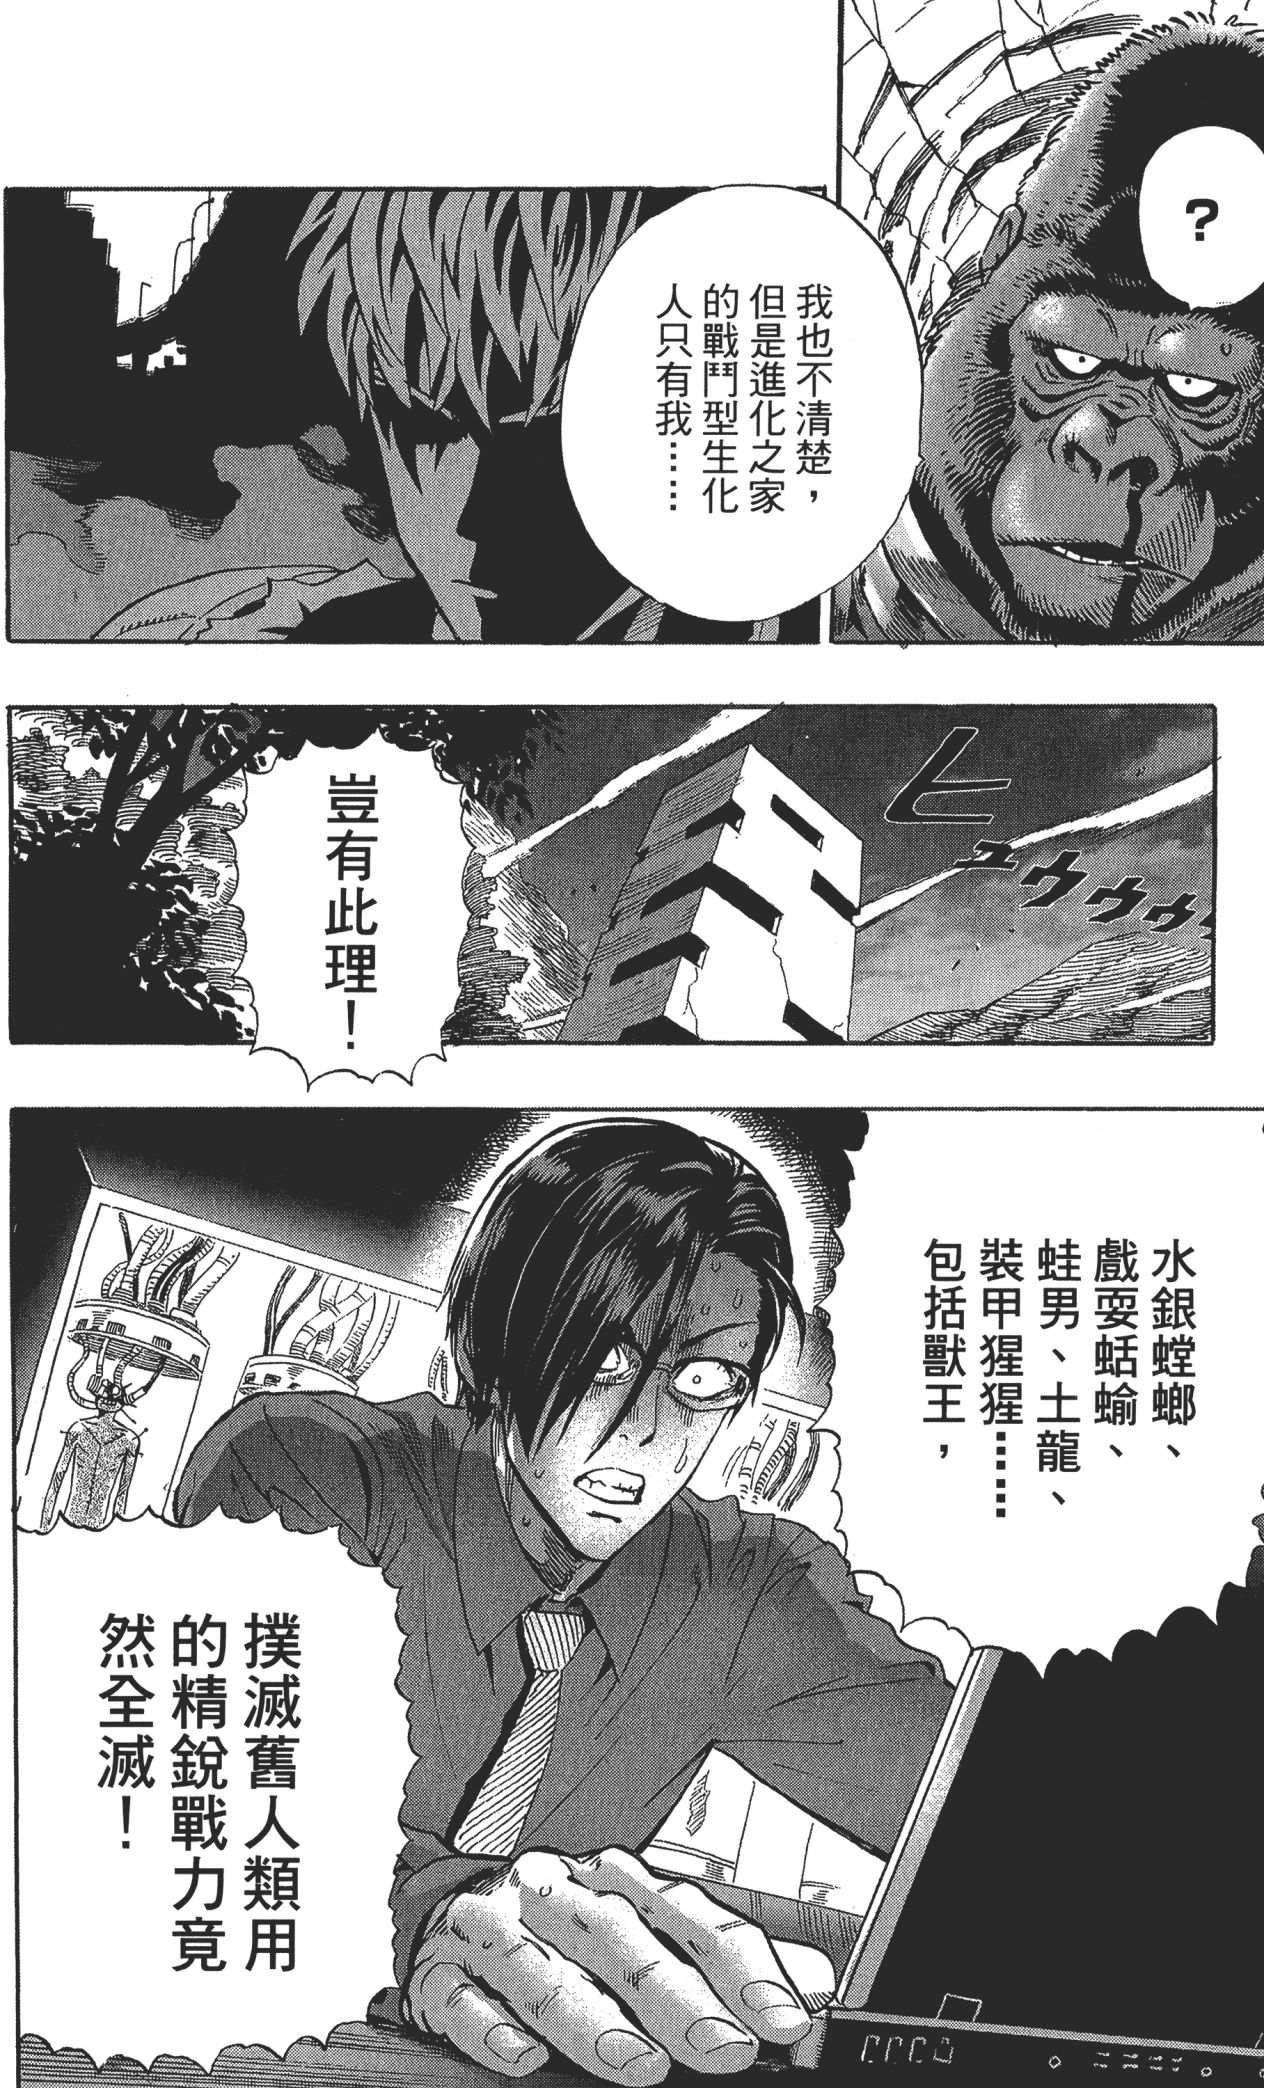 ?
我也不清楚，
但是進化之家
的戰鬥型生化
人只有我……
ヒュウウウ
豈有此理！
水銀螳螂、
戲耍蛞蝓、
蛙男、土龍、
裝甲猩猩……
包括獸王，
撲滅舊人類用
的精銳戰力竟
然全滅！